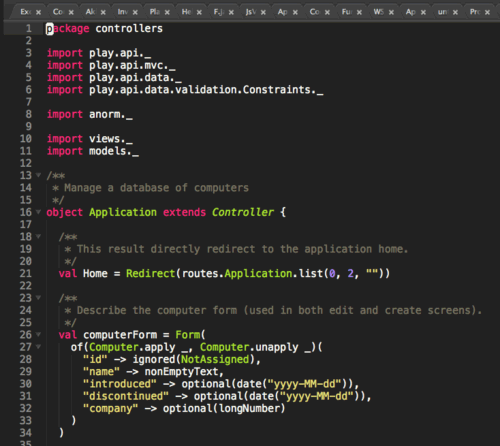 Exe Co Ak Inv Pla He F.js JsV Ap Co Fu WS Ap un Pro
1 package controllers
2
3 import play.api._
4 import play.api.mvc._
5 import play.api.data._
6 import play.api.data.validation.Constraints._
7
8 import anorm._
9
10 import views._
11 import models._
12
13 /**
14 * Manage a database of computers
15 */
16 object Application extends Controller {
17
18 /**
19 * This result directly redirect to the application home.
20 */
21 val Home = Redirect(routes.Application.list(0, 2, ""))
22
23 /**
24 * Describe the computer form (used in both edit and create screens).
25 */
26 val computerForm = Form(
27 of(Computer.apply _, Computer.unapply _)(
28 "id" -> ignored(NotAssigned),
29 "name" -> nonEmptyText,
30 "introduced" -> optional(date("yyyy-MM-dd")),
31 "discontinued" -> optional(date("yyyy-MM-dd")),
32 "company" -> optional(longNumber)
33 )
34 )
35